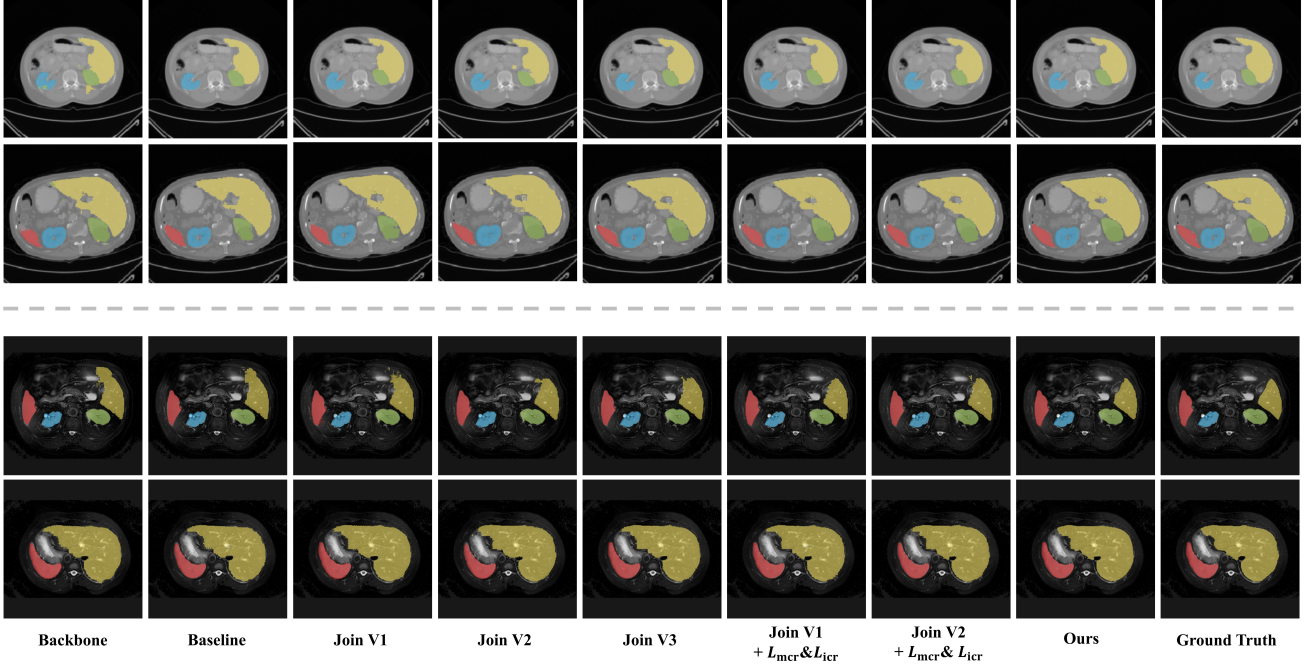 Backbone
Baseline
Join V1
Join V2
Join V3
Join V1
+ Lmcr&Licr
Join V2
+ Lmcr& Licr
Ours
Ground Truth